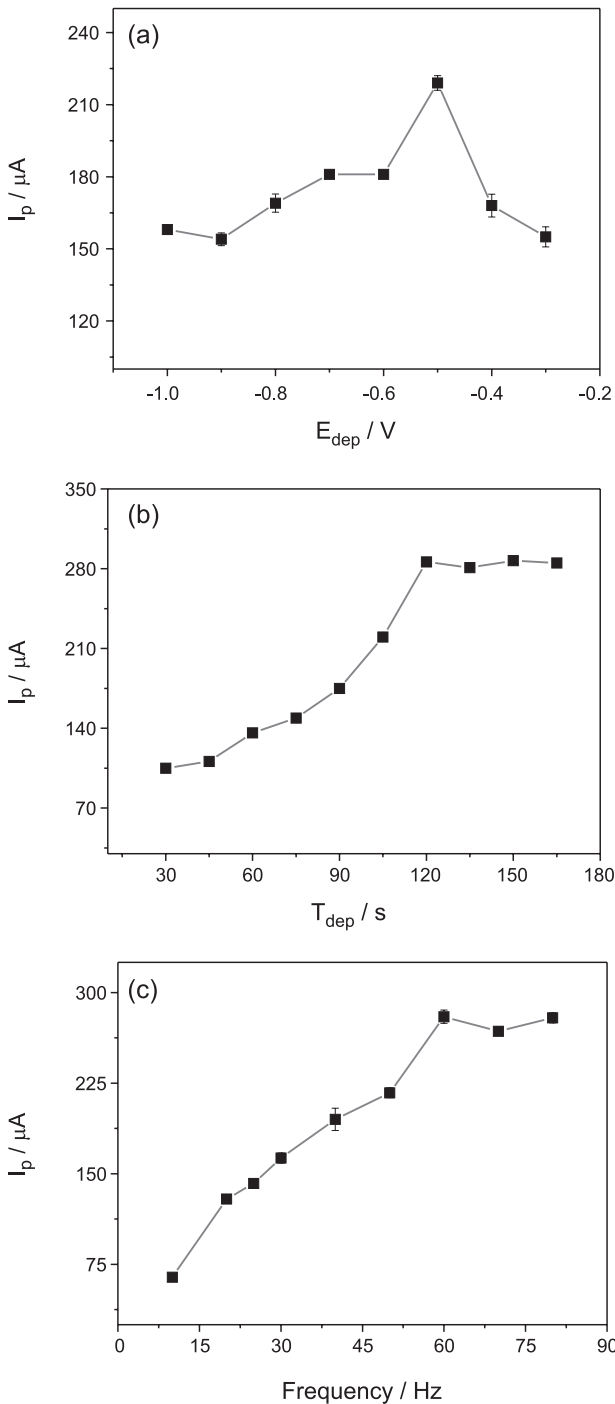 (a)
240
210
180
150
120
I_p / μA
-1.0 -0.8 -0.6 -0.4 -0.2
E_dep / V
(b)
350
280
210
140
70
I_p / μA
30 60 90 120 150 180
T_dep / s
(c)
300
225
150
75
I_p / μA
0 15 30 45 60 75 90
Frequency / Hz